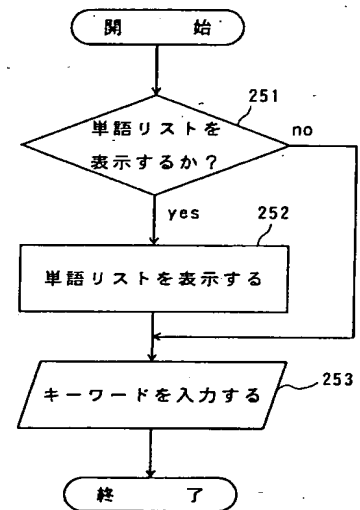 開始
251
単語リストを
表示するか？
no
yes
252
単語リストを表示する
キーワードを入力する
253
終了